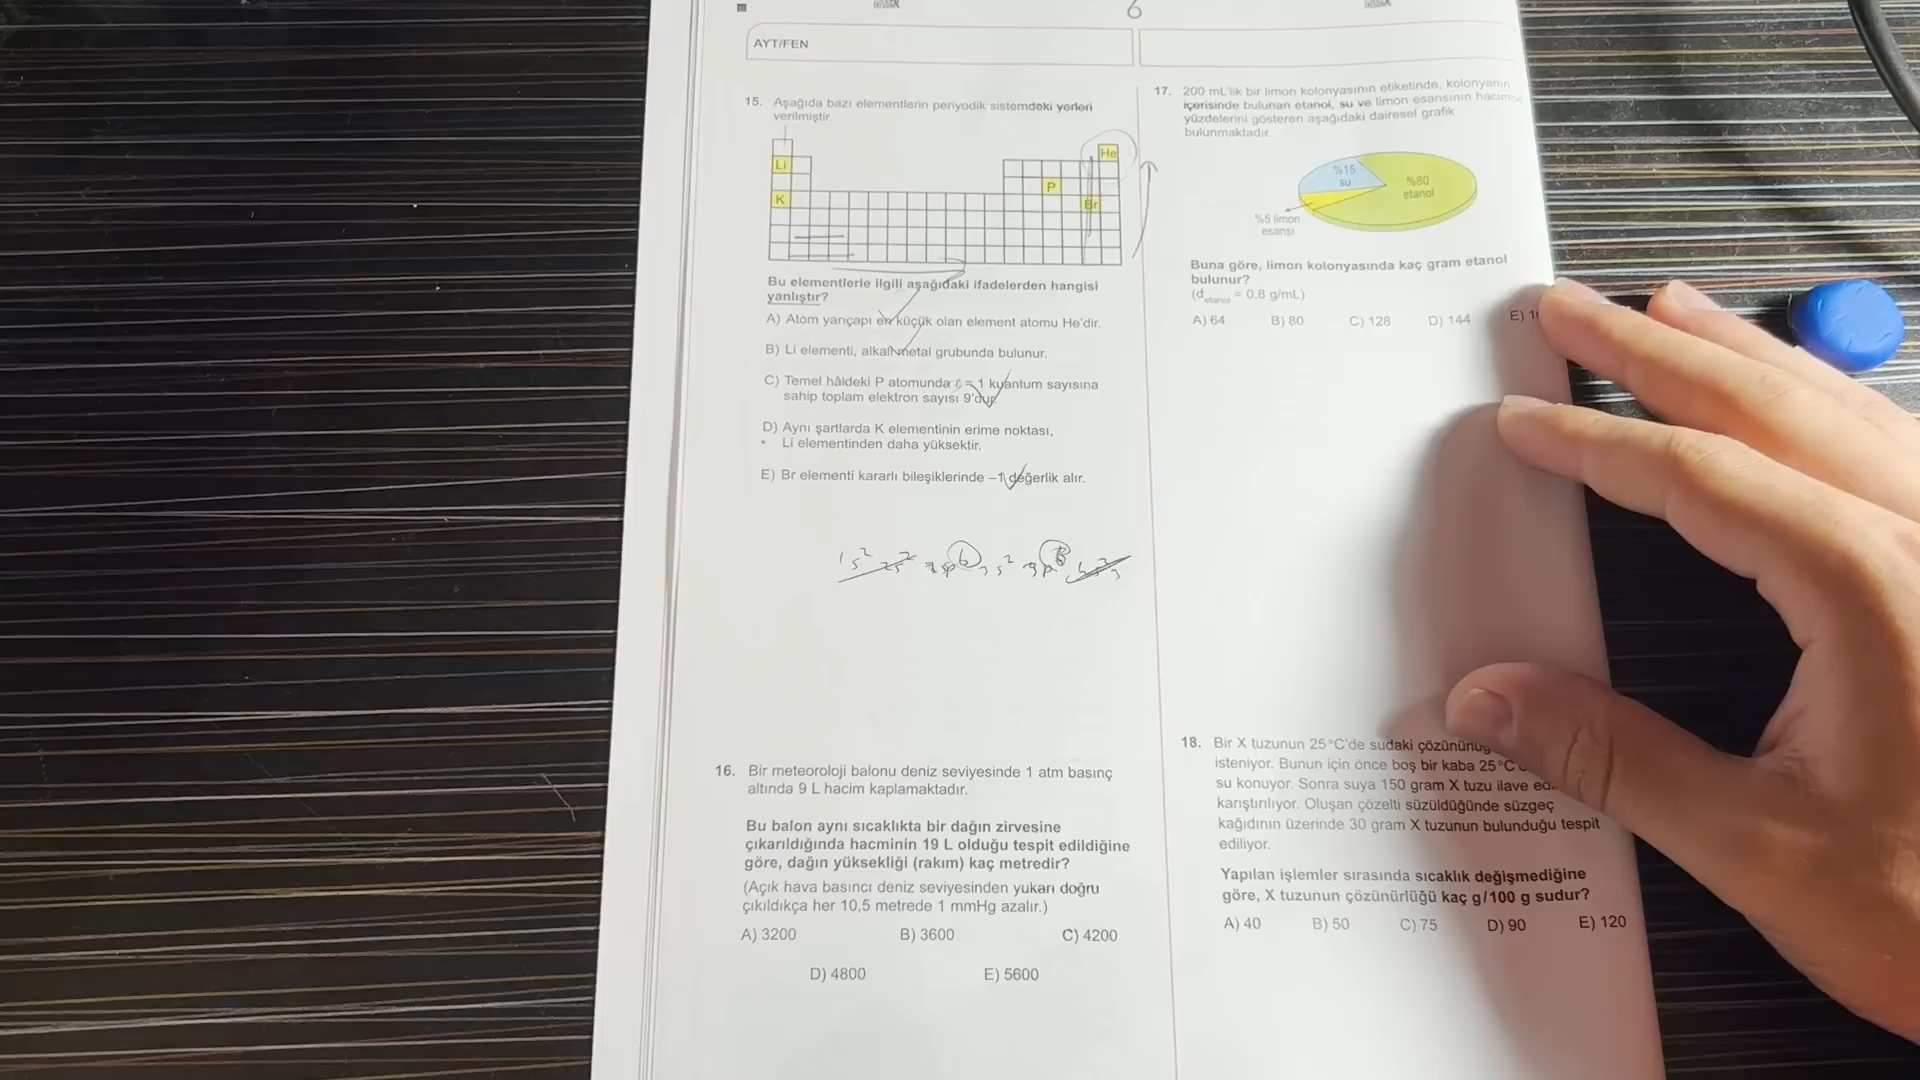 6
AYT/FEN
15. Aşağıda bazı elementlerin periyodik sistemdeki yerleri
verilmiştir.
Li
K
He
P
Br
Bu elementlerle ilgili aşağıdaki ifadelerden hangisi
yanlıştır?
A) Atom yarıçapı en küçük olan element atomu He'dir.
B) Li elementi, alkali metal grubunda bulunur.
C) Temel hâldeki P atomunda ℓ = 1 kuantum sayısına
sahip toplam elektron sayısı 9'dur.
D) Aynı şartlarda K elementinin erime noktası,
Li elementinden daha yüksektir.
E) Br elementi kararlı bileşiklerinde –1 değerlik alır.
1s² 2s²
3s²
16. Bir meteoroloji balonu deniz seviyesinde 1 atm basınç
altında 9 L hacim kaplamaktadır.
Bu balon aynı sıcaklıkta bir dağın zirvesine
çıkarıldığında hacminin 19 L olduğu tespit edildiğine
göre, dağın yüksekliği (rakım) kaç metredir?
(Açık hava basıncı deniz seviyesinden yukarı doğru
çıkıldıkça her 10,5 metrede 1 mmHg azalır.)
A) 3200 B) 3600 C) 4200
D) 4800 E) 5600
17. 200 mL'lik bir limon kolonyasının etiketinde, kolonyanın
içerisinde bulunan etanol, su ve limon esansının
yüzdelerini gösteren aşağıdaki dairesel grafik
bulunmaktadır.
%15
su
%80
etanol
%5 limon
esansı
Buna göre, limon kolonyasında kaç gram etanol
bulunur?
(d etanol = 0,8 g/mL)
A) 64 B) 80 C) 128 D) 144 E)
18. Bir X tuzunun 25°C'de sudaki
isteniyor. Bunun için önce boş bir kaba 25°C
su konuyor. Sonra suya 150 gram X tuzu ilave
karıştırılıyor. Oluşan çözelti süzüldüğünde süzgeç
kağıdının üzerinde 30 gram X tuzunun bulunduğu tespit
ediliyor.
Yapılan işlemler sırasında sıcaklık değişmediğine
göre, X tuzunun çözünürlüğü kaç g/100 g sudur?
A) 40 B) 50 C) 75 D) 90 E) 120